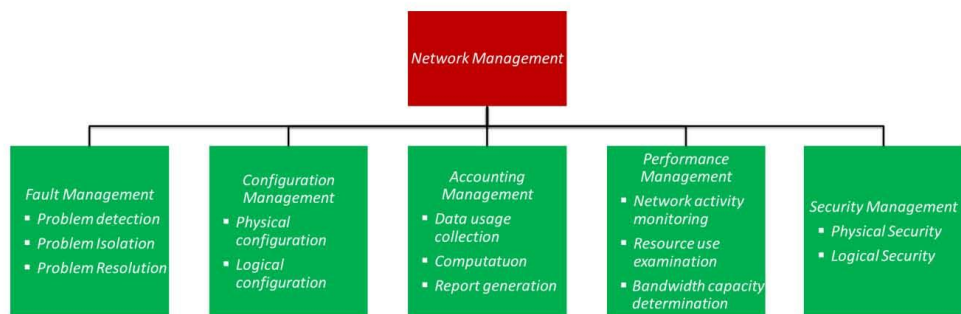 Network Management
Fault Management
▪ Problem detection
▪ Problem Isolation
▪ Problem Resolution
Configuration
Management
▪ Physical
configuration
▪ Logical
configuration
Accounting
Management
▪ Data usage
collection
▪ Computatuon
▪ Report generation
Performance
Management
▪ Network activity
monitoring
▪ Resource use
examination
▪ Bandwidth capacity
determination
Security Management
▪ Physical Security
▪ Logical Security